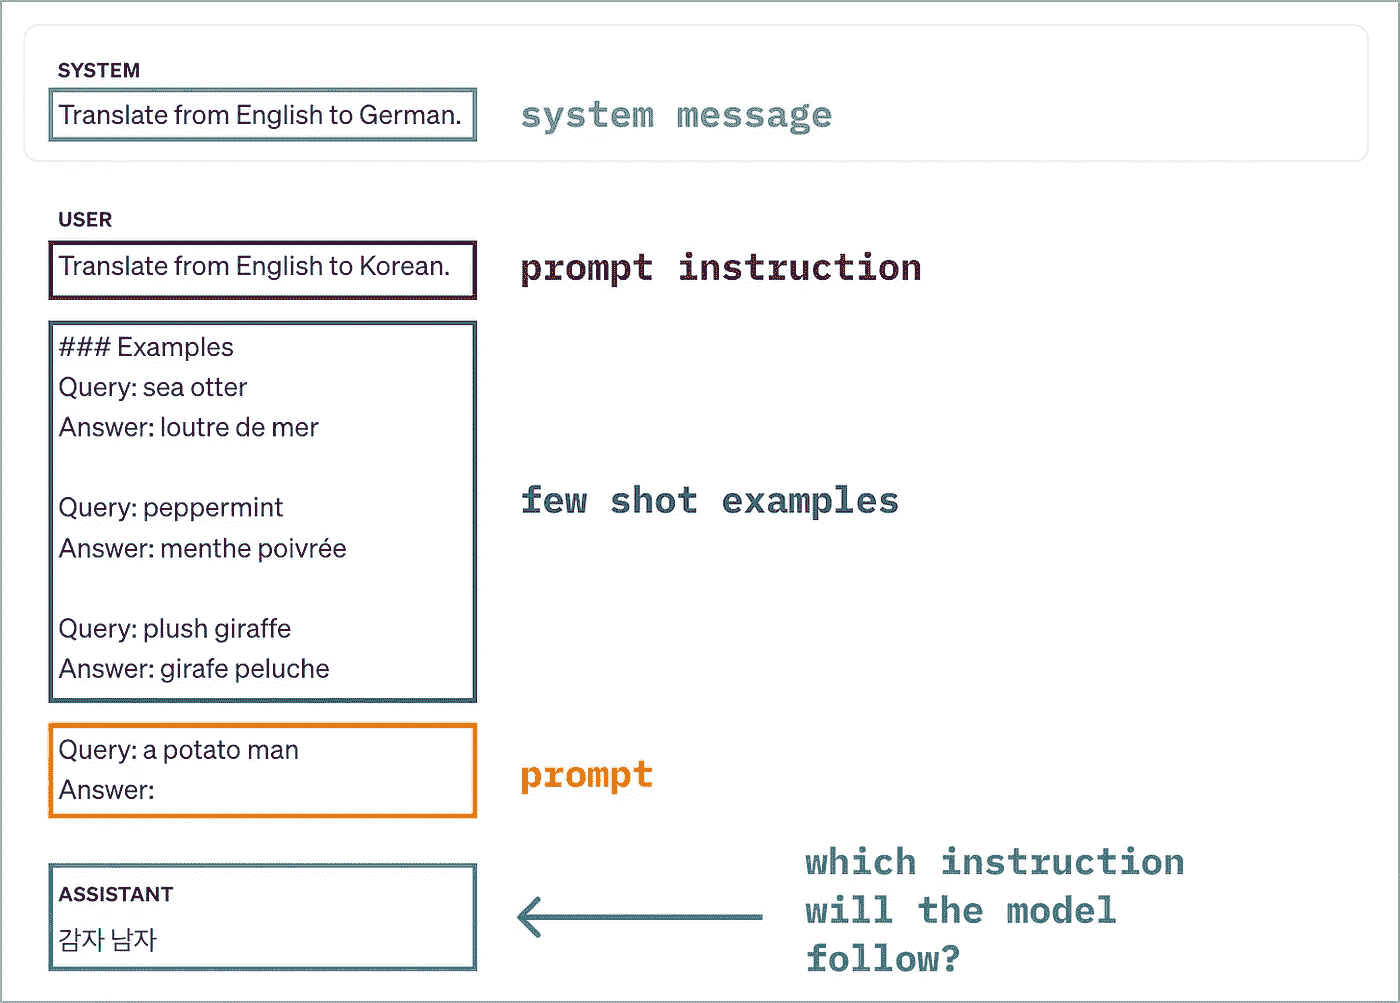 SYSTEM
Translate from English to German.
system message
USER
Translate from English to Korean.
prompt instruction
### Examples
Query: sea otter
Answer: loutre de mer
Query: peppermint
Answer: menthe poivrée
Query: plush giraffe
Answer: girafe peluche
few shot examples
Query: a potato man
Answer:
prompt
ASSISTANT
감자 남자
which instruction
will the model
follow?